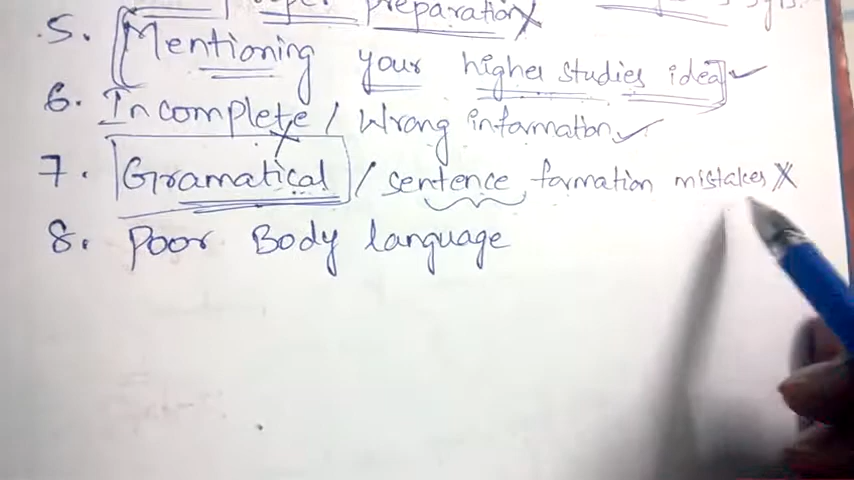 preparation
5. Mentioning your higher studies idea
6. Incomplete / Wrong information
7. Gramatical / sentence formation mistakes
8. Poor Body language